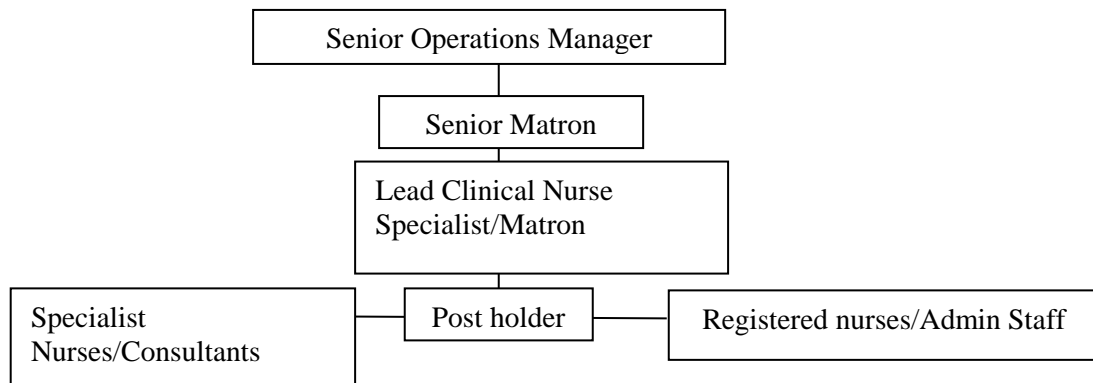 Senior Operations Manager
Senior Matron
Lead Clinical Nurse
Specialist/Matron
Specialist
Nurses/Consultants
Post holder
Registered nurses/Admin Staff